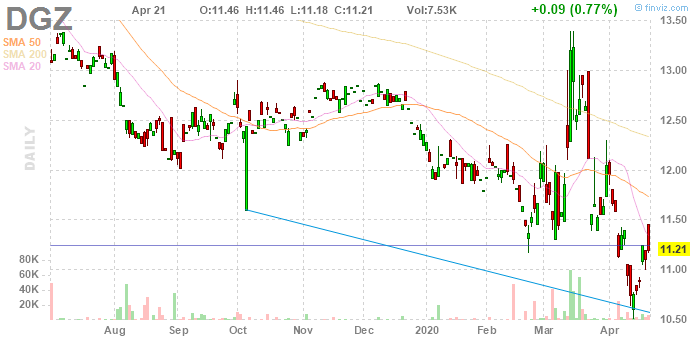 DGZ
Apr 21 O:11.46 H:11.46 L:11.18 C:11.21 Vol:7.53K +0.09 (0.77%)
© finviz.com
SMA 50
SMA 200
SMA 20
DAILY
13.50
13.00
12.50
12.00
11.50
11.21
11.00
10.50
80K
60K
40K
20K
Aug Sep Oct Nov Dec 2020 Feb Mar Apr